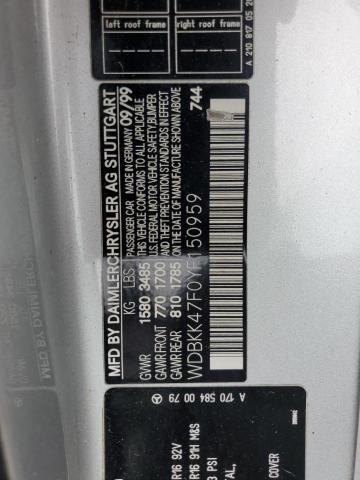 left roof frame
right roof frame
A 210 817 05 20
MFD BY DAIMLERCHRYSLER AG STUTTGART
PASSENGER CAR MADE IN GERMANY 09/99
KG LBS
THIS VEHICLE CONFORMS TO ALL APPLICABLE
U.S. FEDERAL MOTOR VEHICLE SAFETY, BUMPER
AND THEFT PREVENTION STANDARDS IN EFFECT
ON THE DATE OF MANUFACTURE SHOWN ABOVE
GVWR 1580 3485
GAWR FRONT 770 1700
GAWR REAR 810 1785
744
WDBKK47F0YF150959
A 170 584 00 79
R16 92V
R16 91H M&S
PSI
COVER